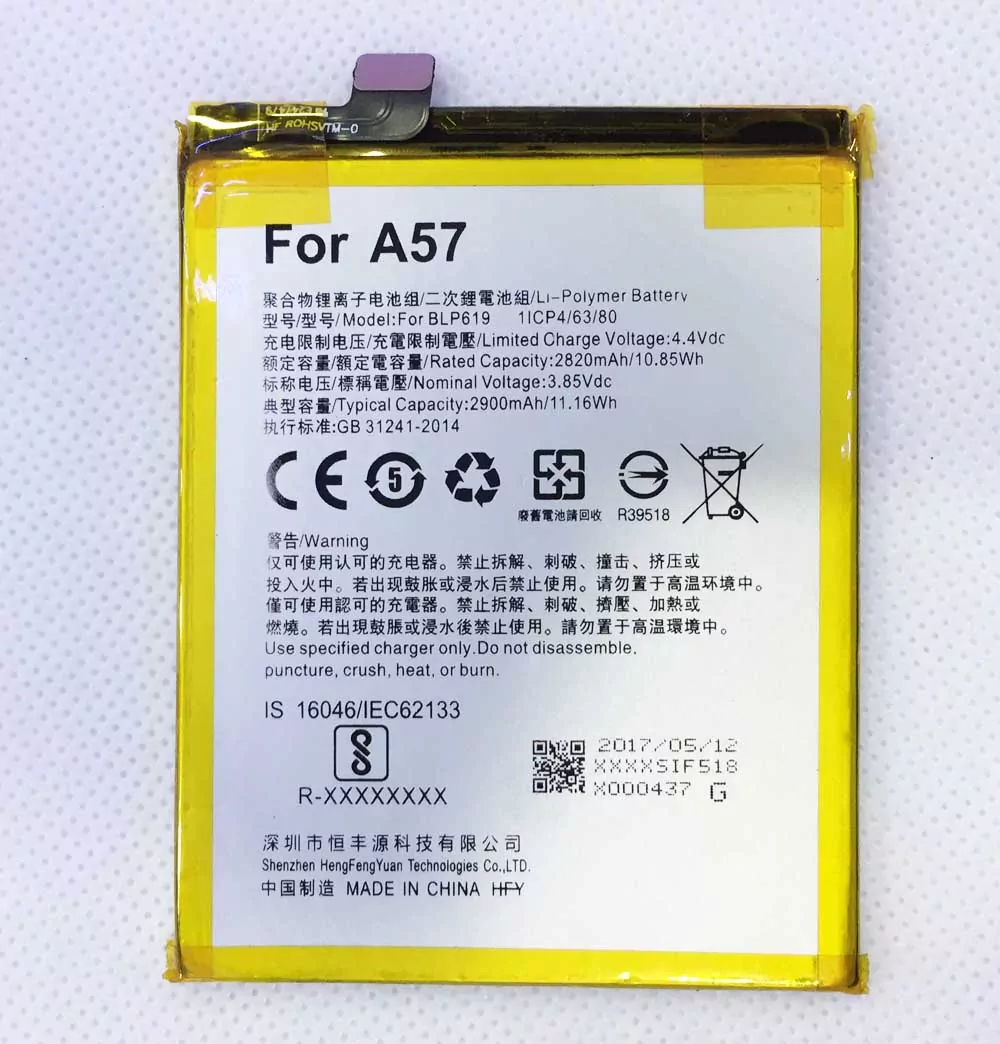 HF ROHSVTM-0
For A57
聚合物锂离子电池组/二次鋰電池組/Li-Polymer Battery
型号/型号/Model:For BLP619 1ICP4/63/80
充电限制电压/充電限制電壓/Limited Charge Voltage:4.4Vdc
额定容量/額定電容量/Rated Capacity:2820mAh/10.85Wh
标称电压/標稱電壓/Nominal Voltage:3.85Vdc
典型容量/Typical Capacity:2900mAh/11.16Wh
执行标准:GB 31241-2014
CE 5
廢舊電池請回收 R39518
警告/Warning
仅可使用认可的充电器。禁止拆解、刺破、撞击、挤压或
投入火中。若出现鼓胀或浸水后禁止使用。请勿置于高温环境中。
僅可使用認可的充電器。禁止拆解、刺破、擠壓、加熱或
燃燒。若出現鼓脹或浸水後禁止使用。請勿置于高温環境中。
Use specified charger only.Do not disassemble.
puncture, crush, heat, or burn.
IS 16046/IEC62133
R-XXXXXXXX
2017/05/12
XXXXSIF518
X000437 G
深圳市恒丰源科技有限公司
Shenzhen HengFengYuan Technologies Co.,LTD.
中国制造 MADE IN CHINA HFY